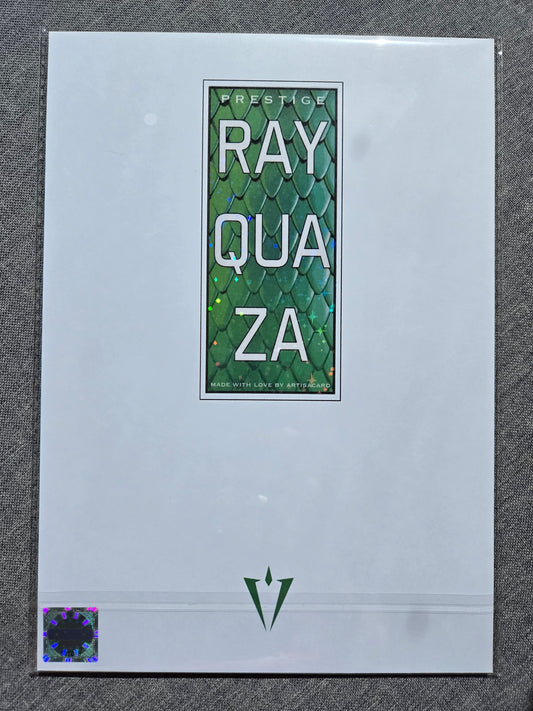 PRESTIGE
RAY
QUA
ZA
MADE WITH LOVE BY ARTISACARD